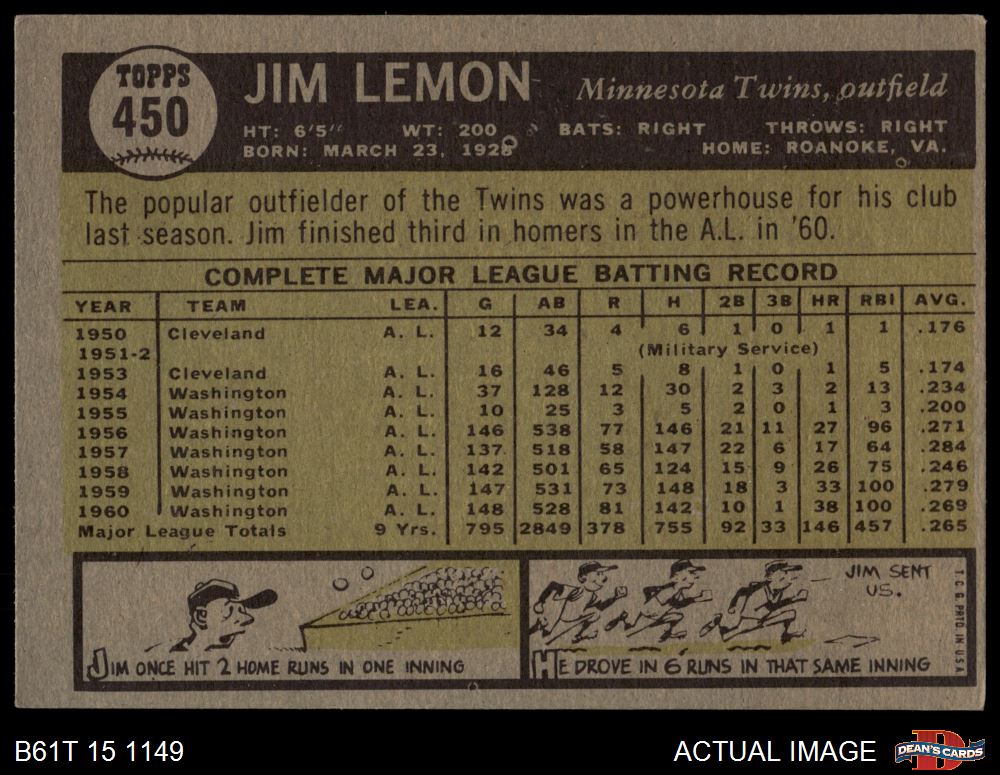 TOPPS
450
JIM LEMON
Minnesota Twins, outfield
HT: 6'5" WT: 200 BATS: RIGHT THROWS: RIGHT
BORN: MARCH 23, 1928 HOME: ROANOKE, VA.
The popular outfielder of the Twins was a powerhouse for his club
last season. Jim finished third in homers in the A.L. in '60.
COMPLETE MAJOR LEAGUE BATTING RECORD
YEAR TEAM LEA. G AB R H 2B 3B HR RBI AVG.
1950 Cleveland A. L. 12 34 4 6 1 0 1 1 .176
1951-2 (Military Service)
1953 Cleveland A. L. 16 46 5 8 1 0 1 5 .174
1954 Washington A. L. 37 128 12 30 2 3 2 13 .234
1955 Washington A. L. 10 25 3 5 2 0 1 3 .200
1956 Washington A. L. 146 538 77 146 21 11 27 96 .271
1957 Washington A. L. 137 518 58 147 22 6 17 64 .284
1958 Washington A. L. 142 501 65 124 15 9 26 75 .246
1959 Washington A. L. 147 531 73 148 18 3 33 100 .279
1960 Washington A. L. 148 528 81 142 10 1 38 100 .269
Major League Totals 9 Yrs. 795 2849 378 755 92 33 146 457 .265
JIM SENT
US.
JIM ONCE HIT 2 HOME RUNS IN ONE INNING
HE DROVE IN 6 RUNS IN THAT SAME INNING
T.C.G. PRTD. IN U.S.A.
B61T 15 1149
ACTUAL IMAGE
DEAN'S CARDS